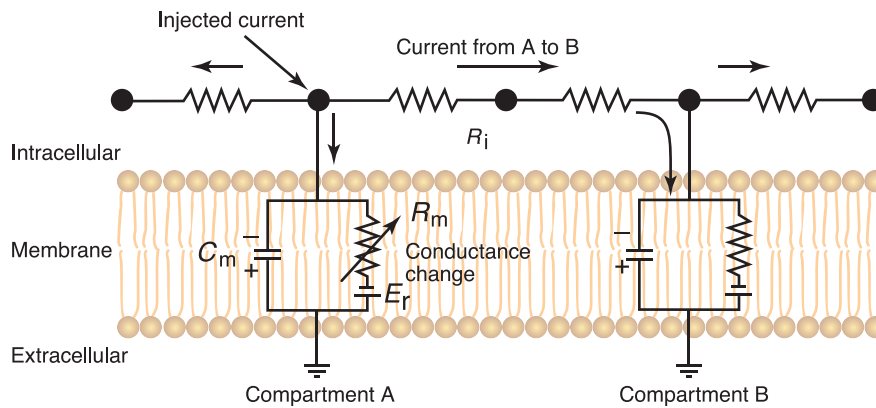 Injected current
Current from A to B
Intracellular
Ri
Membrane
Cm
−
+
Rm
Conductance
change
Er
−
+
Extracellular
Compartment A
Compartment B